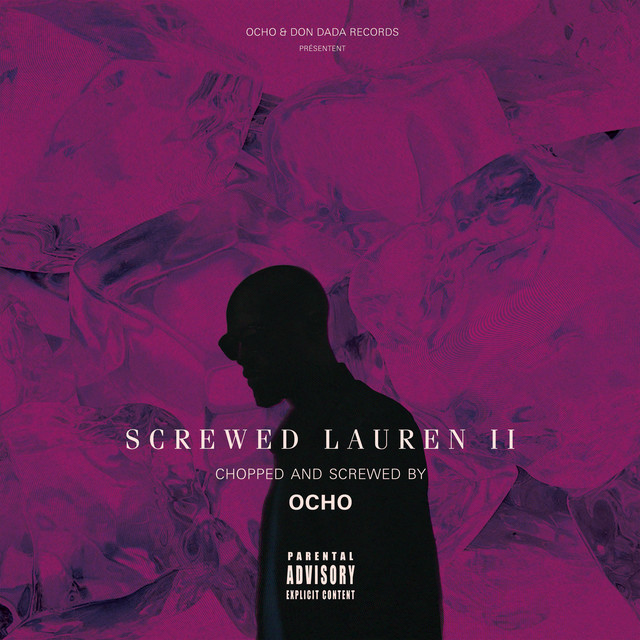 OCHO & DON DADA RECORDS
PRÉSENTENT
SCREWED LAUREN II
CHOPPED AND SCREWED BY
OCHO
PARENTAL
ADVISORY
EXPLICIT CONTENT